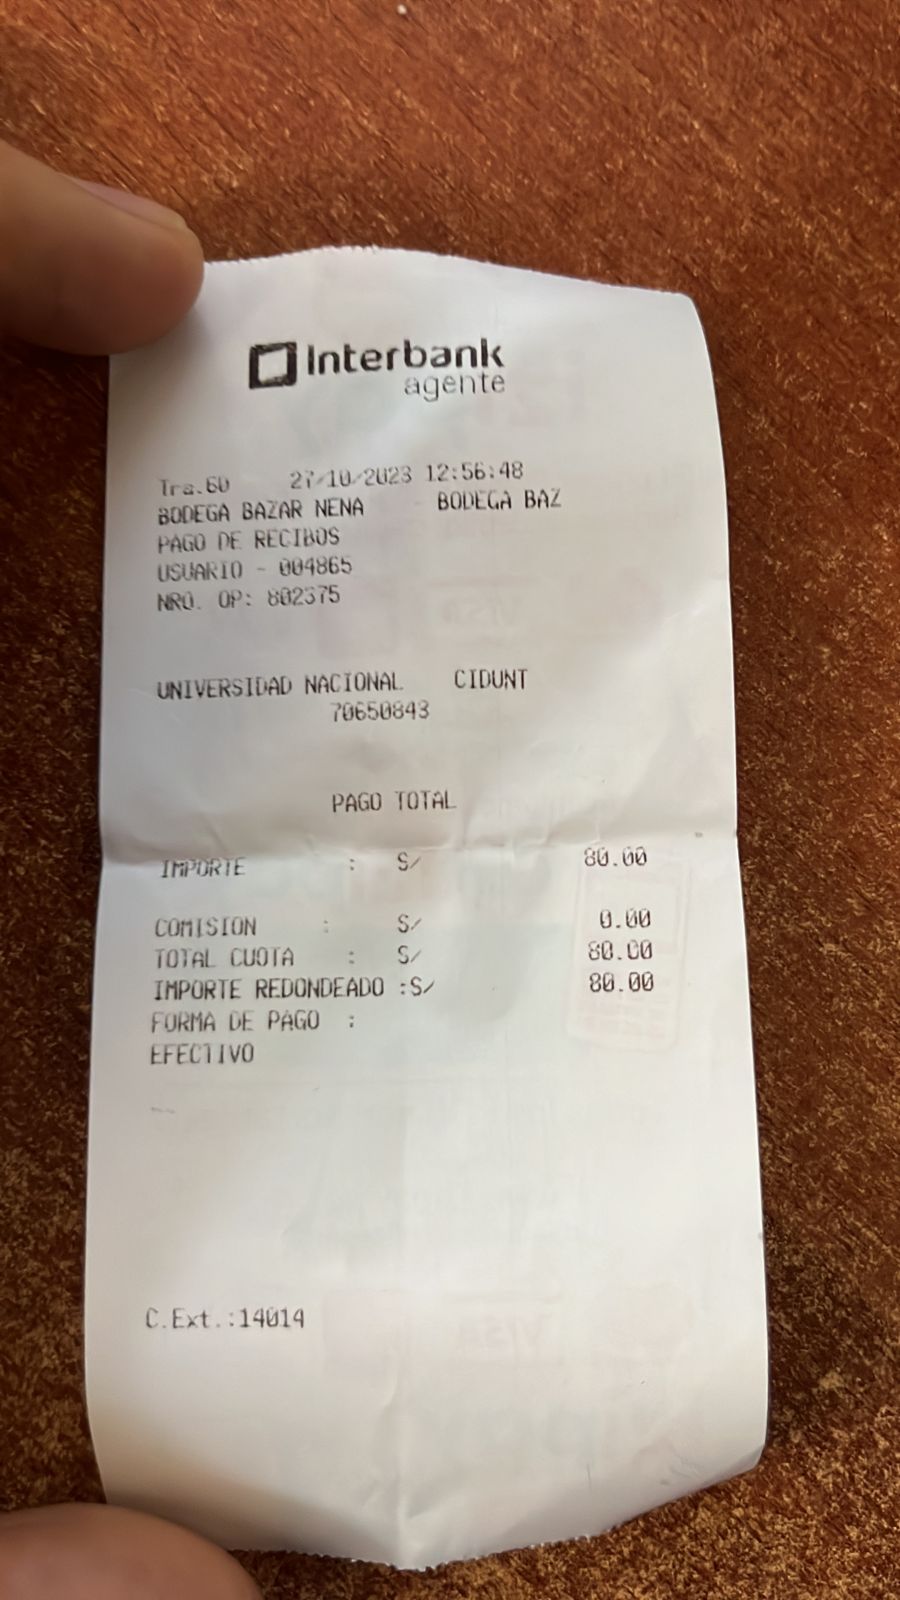 Interbank
agente
Tra.60 27/10/2023 12:56:48
BODEGA BAZAR NENA BODEGA BAZ
PAGO DE RECIBOS
USUARIO - 004865
NRO. OP: 802375
UNIVERSIDAD NACIONAL CIDUNT
70650843
PAGO TOTAL
IMPORTE : S/ 80.00
COMISION : S/ 0.00
TOTAL CUOTA : S/ 80.00
IMPORTE REDONDEADO :S/ 80.00
FORMA DE PAGO :
EFECTIVO
C.Ext.:14014